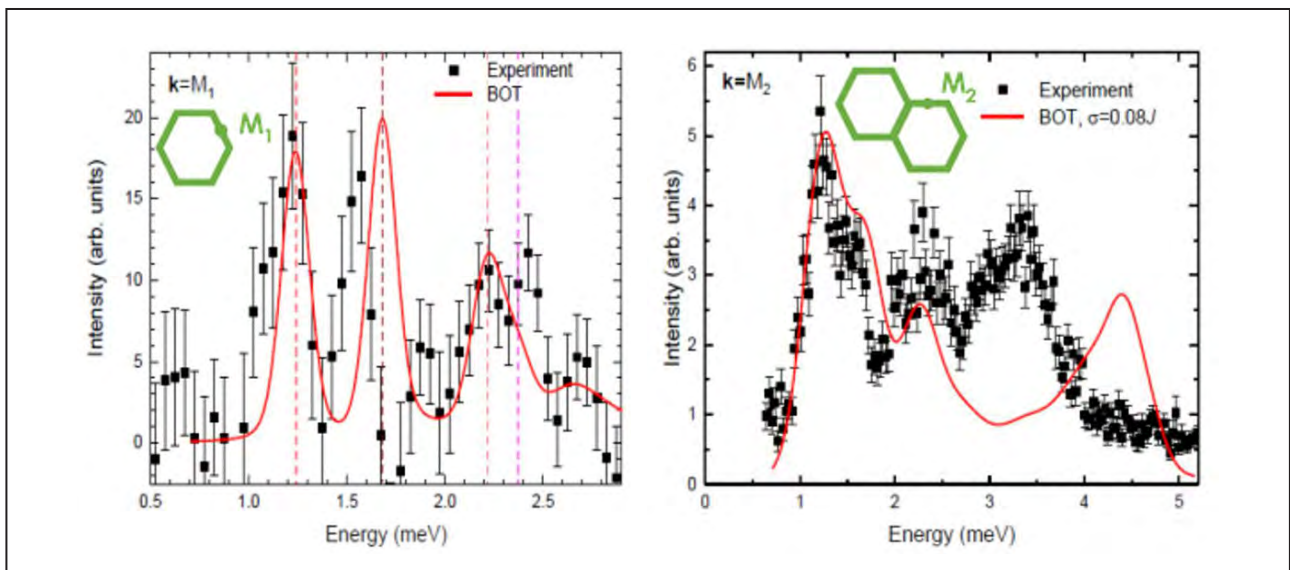 k=M₁
M₁
Experiment
BOT
Intensity (arb. units)
20
15
10
5
0
0.5
1.0
1.5
2.0
2.5
Energy (meV)
k=M₂
M₂
Experiment
BOT, σ=0.08J
Intensity (arb. units)
6
5
4
3
2
1
0
0
1
2
3
4
5
Energy (meV)